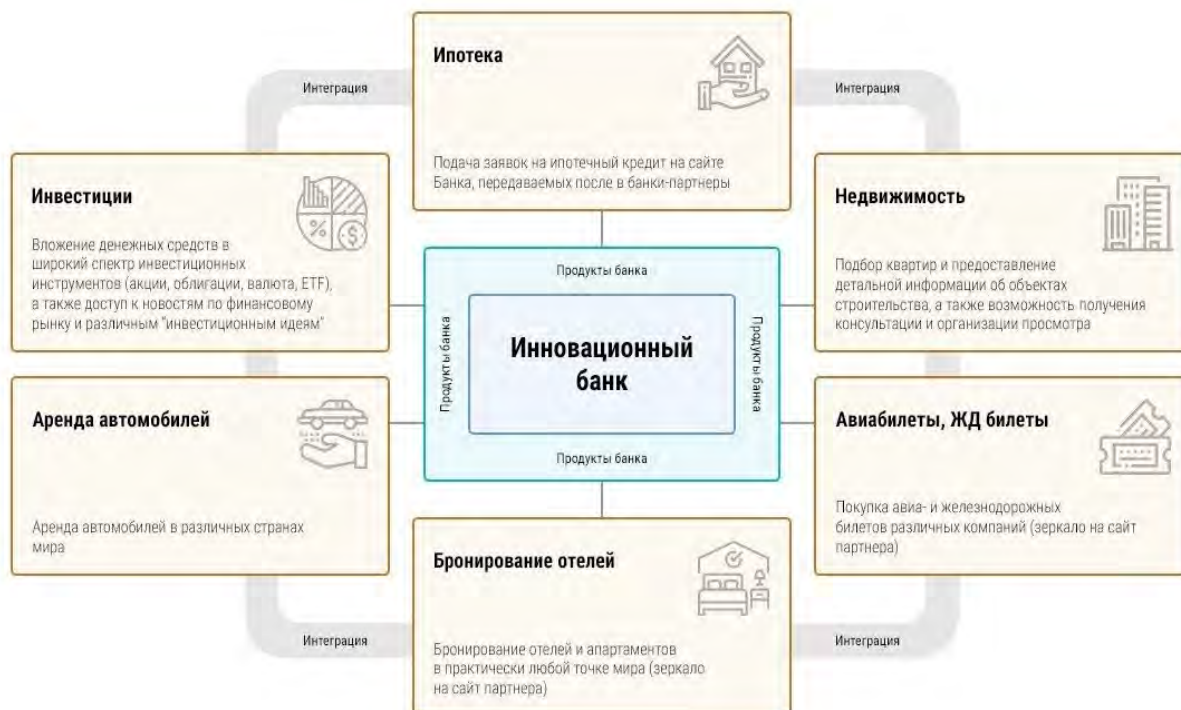 Ипотека
Подача заявок на ипотечный кредит на сайте
Банка, передаваемых после в банки-партнеры
Интеграция
Интеграция
Инвестиции
Вложение денежных средств в
широкий спектр инвестиционных
инструментов (акции, облигации, валюта, ETF),
а также доступ к новостям по финансовому
рынку и различным "инвестиционным идеям"
Недвижимость
Подбор квартир и предоставление
детальной информации об объектах
строительства, а также возможность получения
консультации и организации просмотра
Продукты банка
Продукты банка
Инновационный
банк
Продукты банка
Продукты банка
Аренда автомобилей
Аренда автомобилей в различных странах
мира
Авиабилеты, ЖД билеты
Покупка авиа- и железнодорожных
билетов различных компаний (зеркало на сайт
партнера)
Бронирование отелей
Бронирование отелей и апартаментов
в практически любой точке мира (зеркало
на сайт партнера)
Интеграция
Интеграция